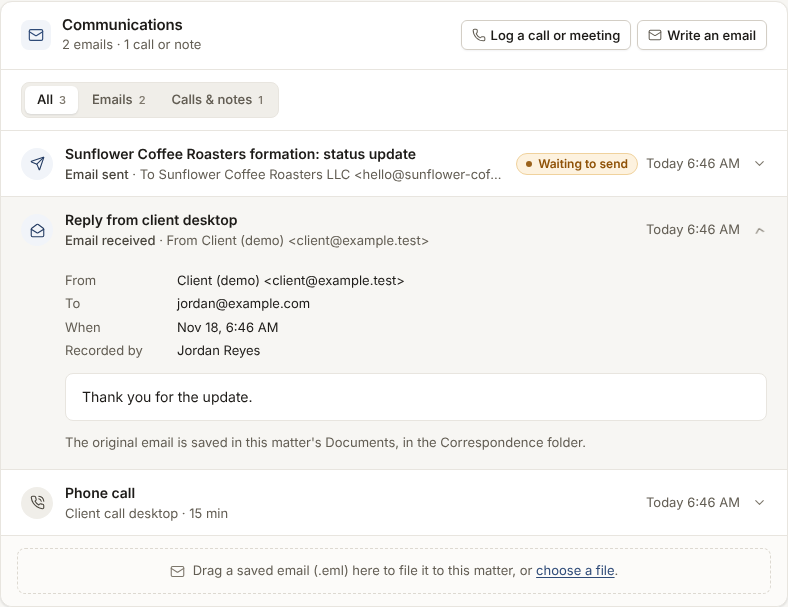 Communications
2 emails · 1 call or note
Log a call or meeting
Write an email
All 3
Emails 2
Calls & notes 1
Sunflower Coffee Roasters formation: status update
Email sent · To Sunflower Coffee Roasters LLC <hello@sunflower-cof...
Waiting to send
Today 6:46 AM
Reply from client desktop
Email received · From Client (demo) <client@example.test>
Today 6:46 AM
From Client (demo) <client@example.test>
To jordan@example.com
When Nov 18, 6:46 AM
Recorded by Jordan Reyes
Thank you for the update.
The original email is saved in this matter's Documents, in the Correspondence folder.
Phone call
Client call desktop · 15 min
Today 6:46 AM
Drag a saved email (.eml) here to file it to this matter, or choose a file.